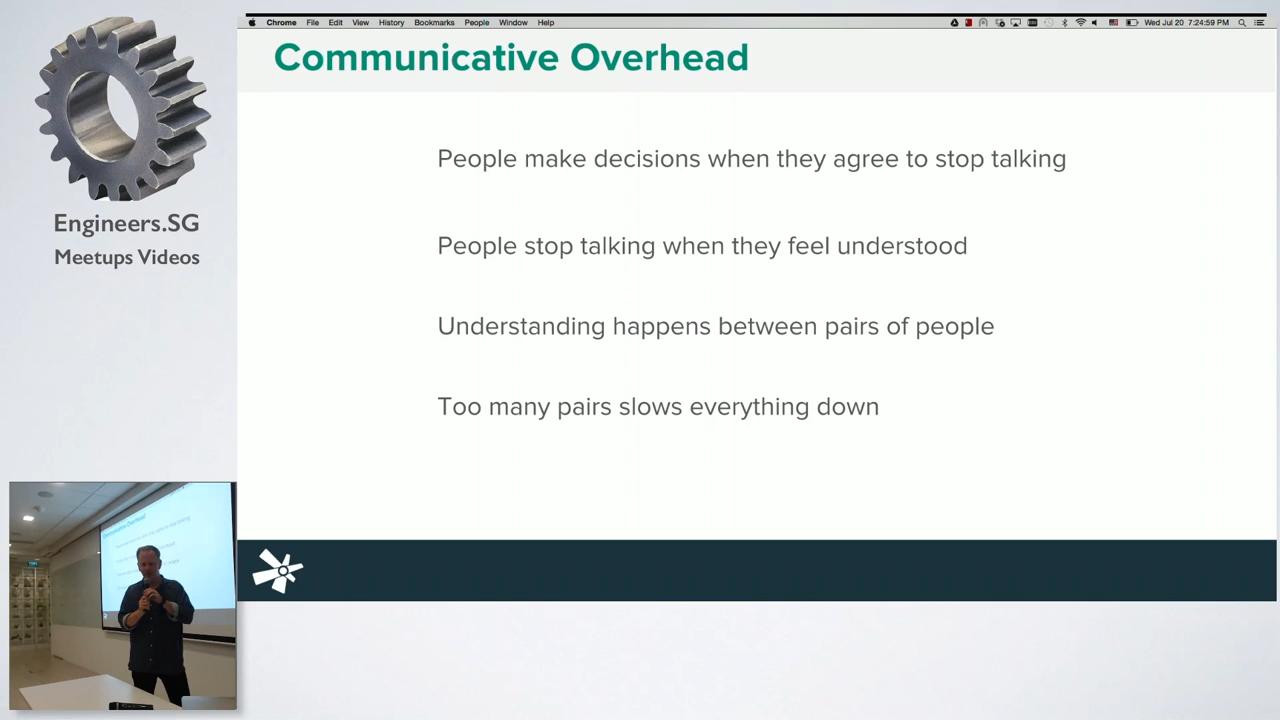 Chrome File Edit View History Bookmarks People Window Help Wed Jul 20 7:24:59 PM
Communicative Overhead
People make decisions when they agree to stop talking
People stop talking when they feel understood
Understanding happens between pairs of people
Too many pairs slows everything down
Engineers.SG
Meetups Videos
Communicative Overhead